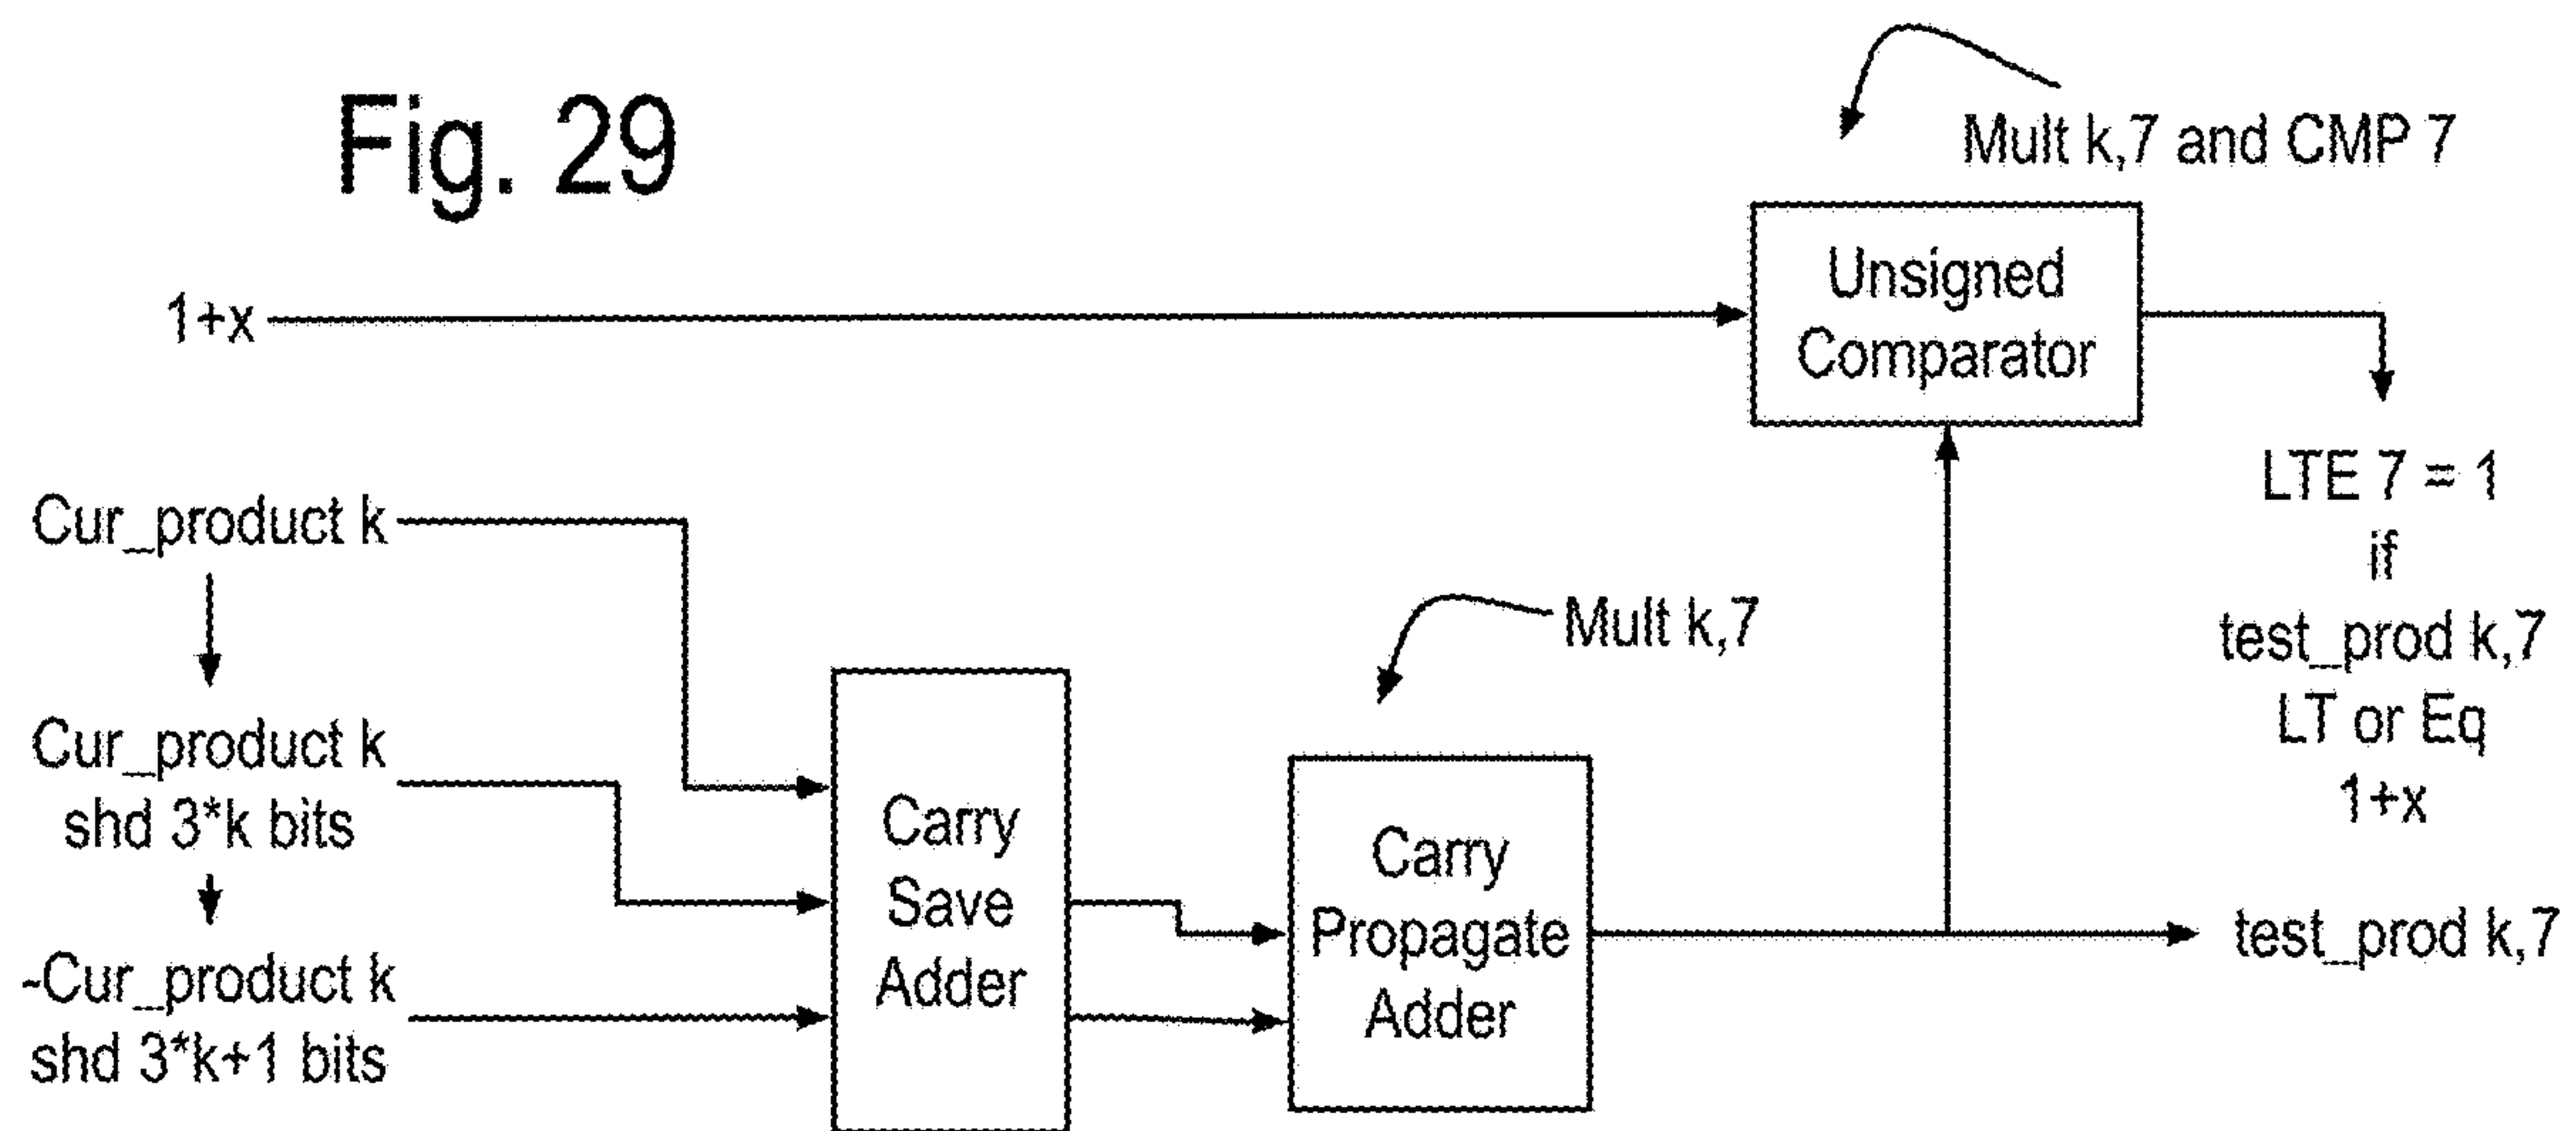 Fig. 29
Mult k,7 and CMP 7
1+x
Unsigned
Comparator
Cur_product k
LTE 7 = 1
if
test_prod k,7
LT or Eq
1+x
Mult k,7
Cur_product k
shd 3*k bits
Carry
Save
Adder
Carry
Propagate
Adder
test_prod k,7
-Cur_product k
shd 3*k+1 bits